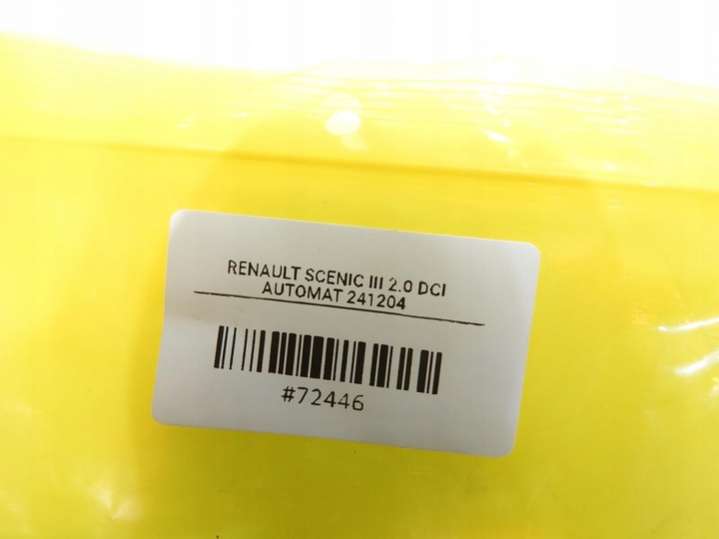 RENAULT SCENIC III 2.0 DCI
AUTOMAT 241204
#72446